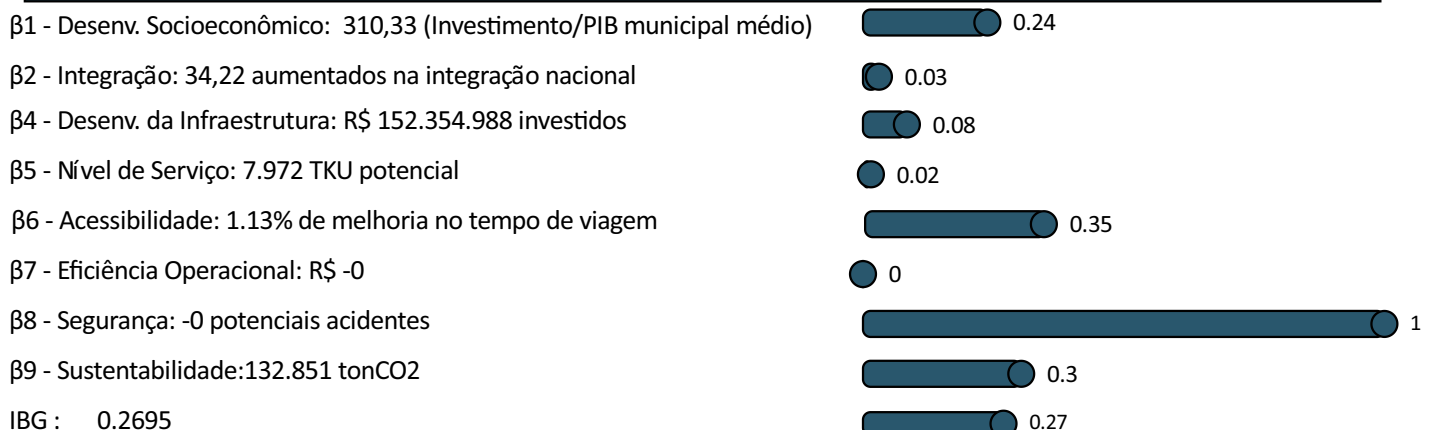 β1 - Desenv. Socioeconômico: 310,33 (Investimento/PIB municipal médio) 0.24
β2 - Integração: 34,22 aumentados na integração nacional 0.03
β4 - Desenv. da Infraestrutura: R$ 152.354.988 investidos 0.08
β5 - Nível de Serviço: 7.972 TKU potencial 0.02
β6 - Acessibilidade: 1.13% de melhoria no tempo de viagem 0.35
β7 - Eficiência Operacional: R$ -0 0
β8 - Segurança: -0 potenciais acidentes 1
β9 - Sustentabilidade:132.851 tonCO2 0.3
IBG : 0.2695 0.27